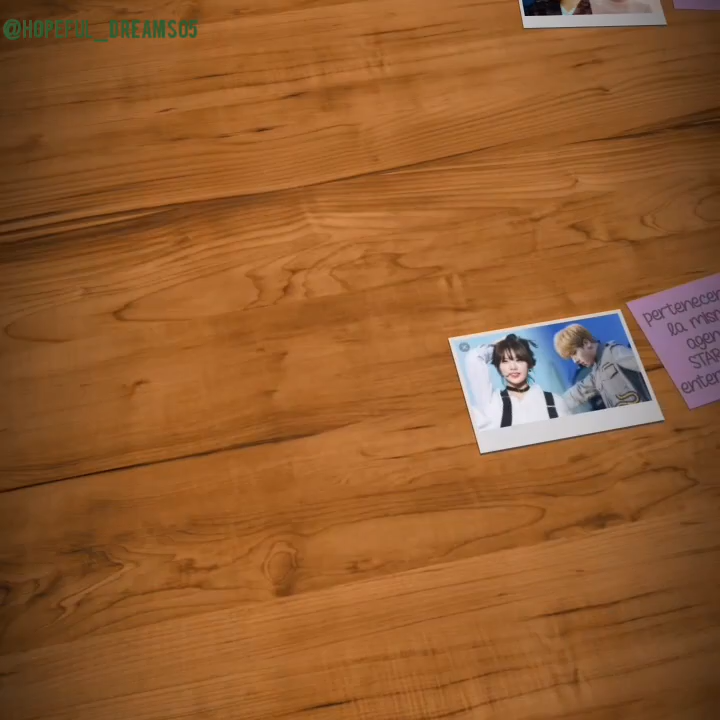 @HOPEFUL_DREAMS05
pertenecen
la mism
agen
STAR
enter